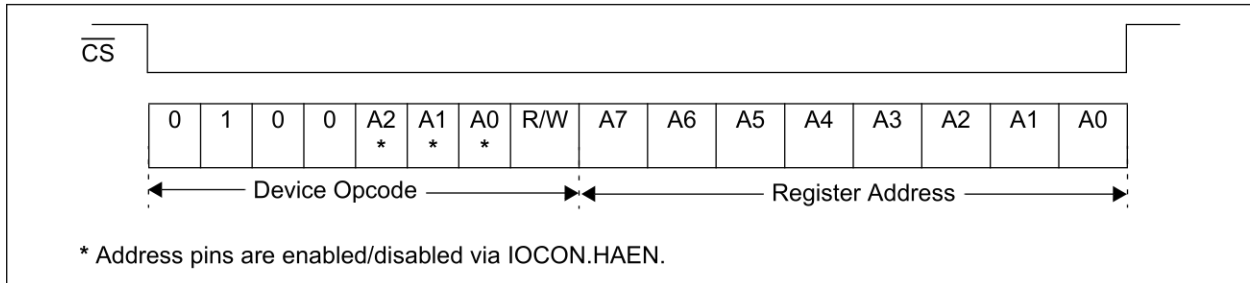 CS
0 1 0 0 A2 A1 A0 R/W A7 A6 A5 A4 A3 A2 A1 A0
* * *
Device Opcode Register Address
* Address pins are enabled/disabled via IOCON.HAEN.